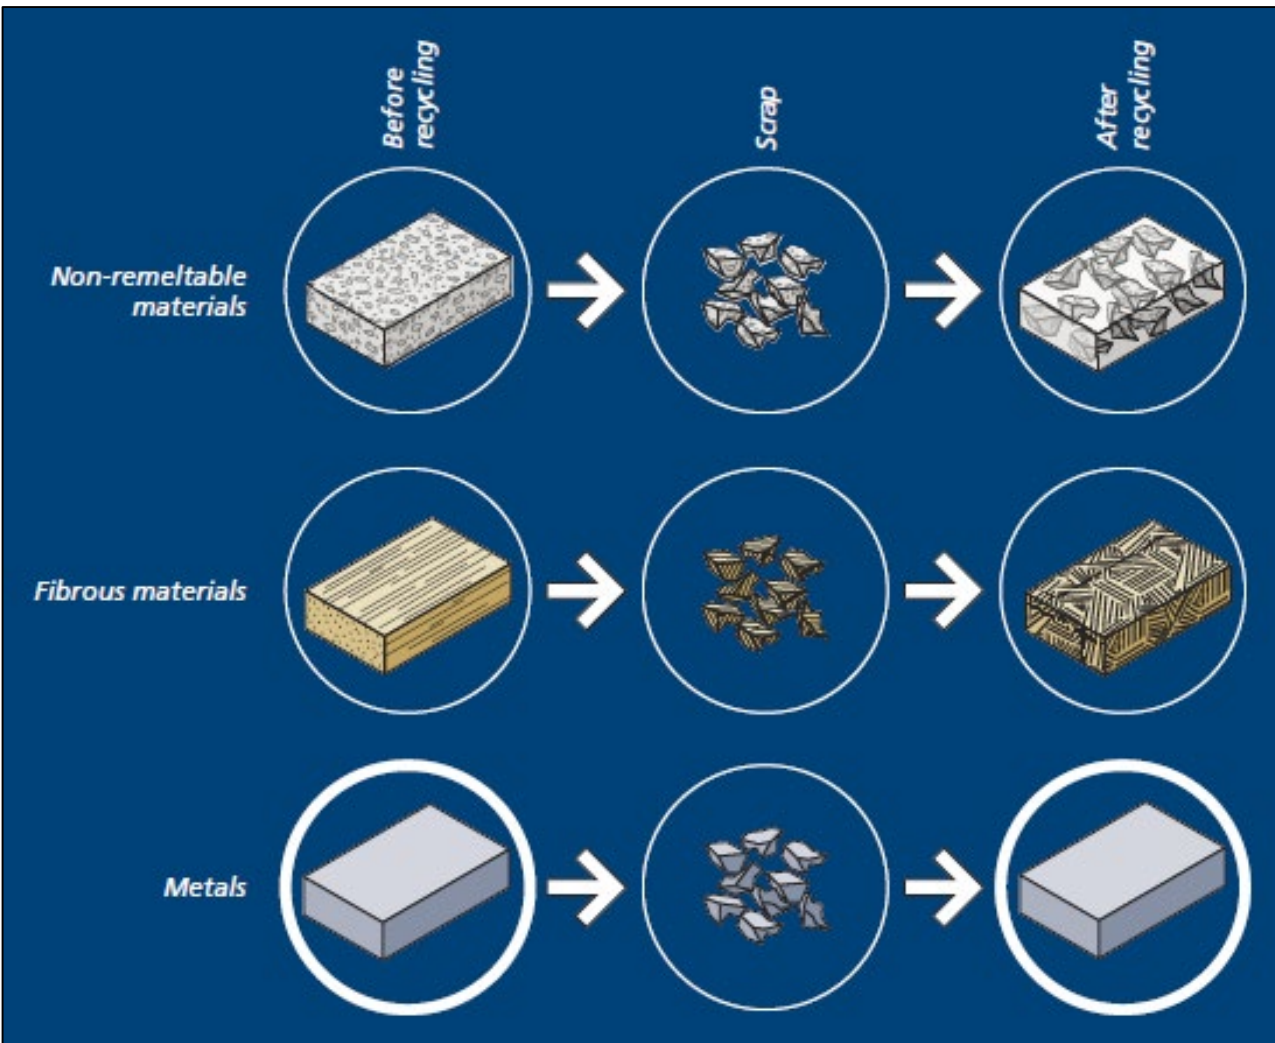 Before
recycling
Scrap
After
recycling
Non-remeltable
materials
Fibrous materials
Metals